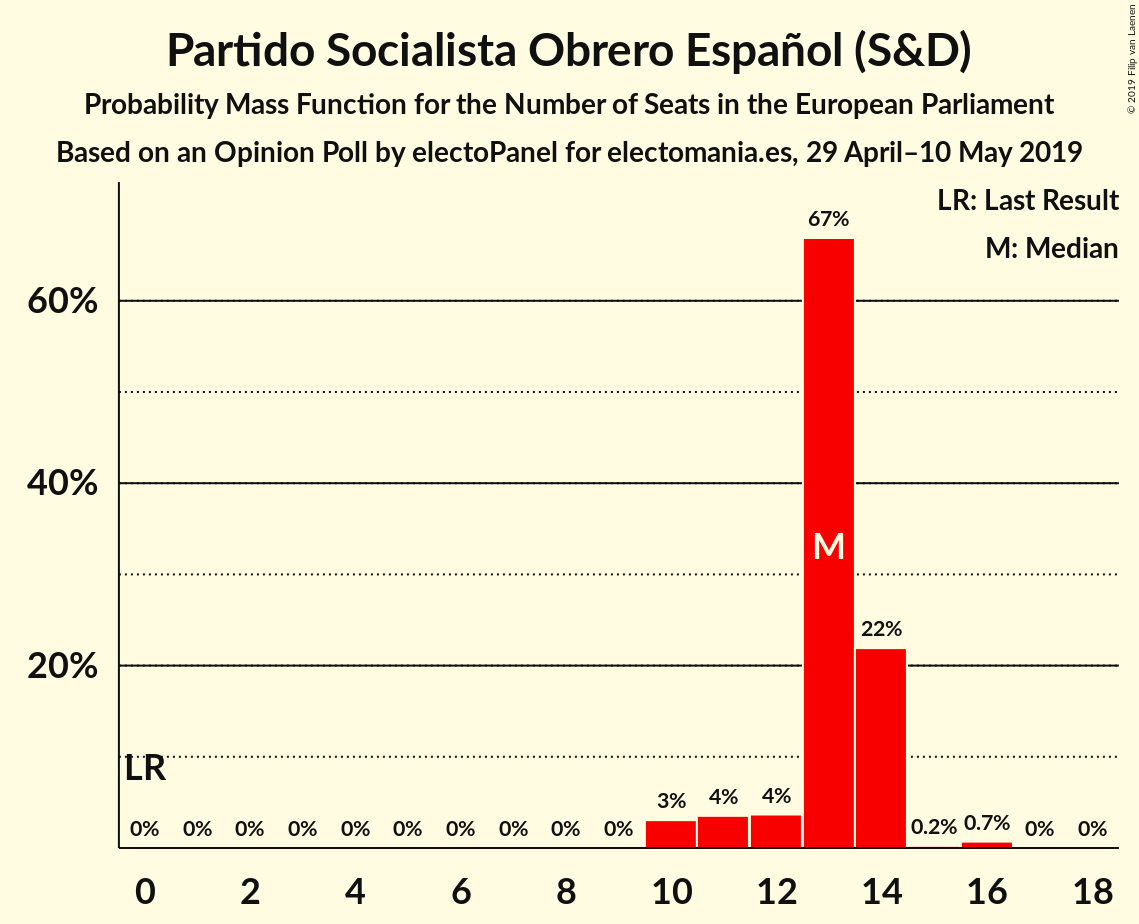 Partido Socialista Obrero Español (S&D)
Probability Mass Function for the Number of Seats in the European Parliament
Based on an Opinion Poll by electoPanel for electomania.es, 29 April–10 May 2019
© 2019 Filip van Laenen
LR: Last Result
M: Median
67%
60%
40%
M
22%
20%
LR
0% 0% 0% 0% 0% 0% 0% 0% 0% 0% 3% 4% 4% 0.2% 0.7% 0% 0%
0 2 4 6 8 10 12 14 16 18